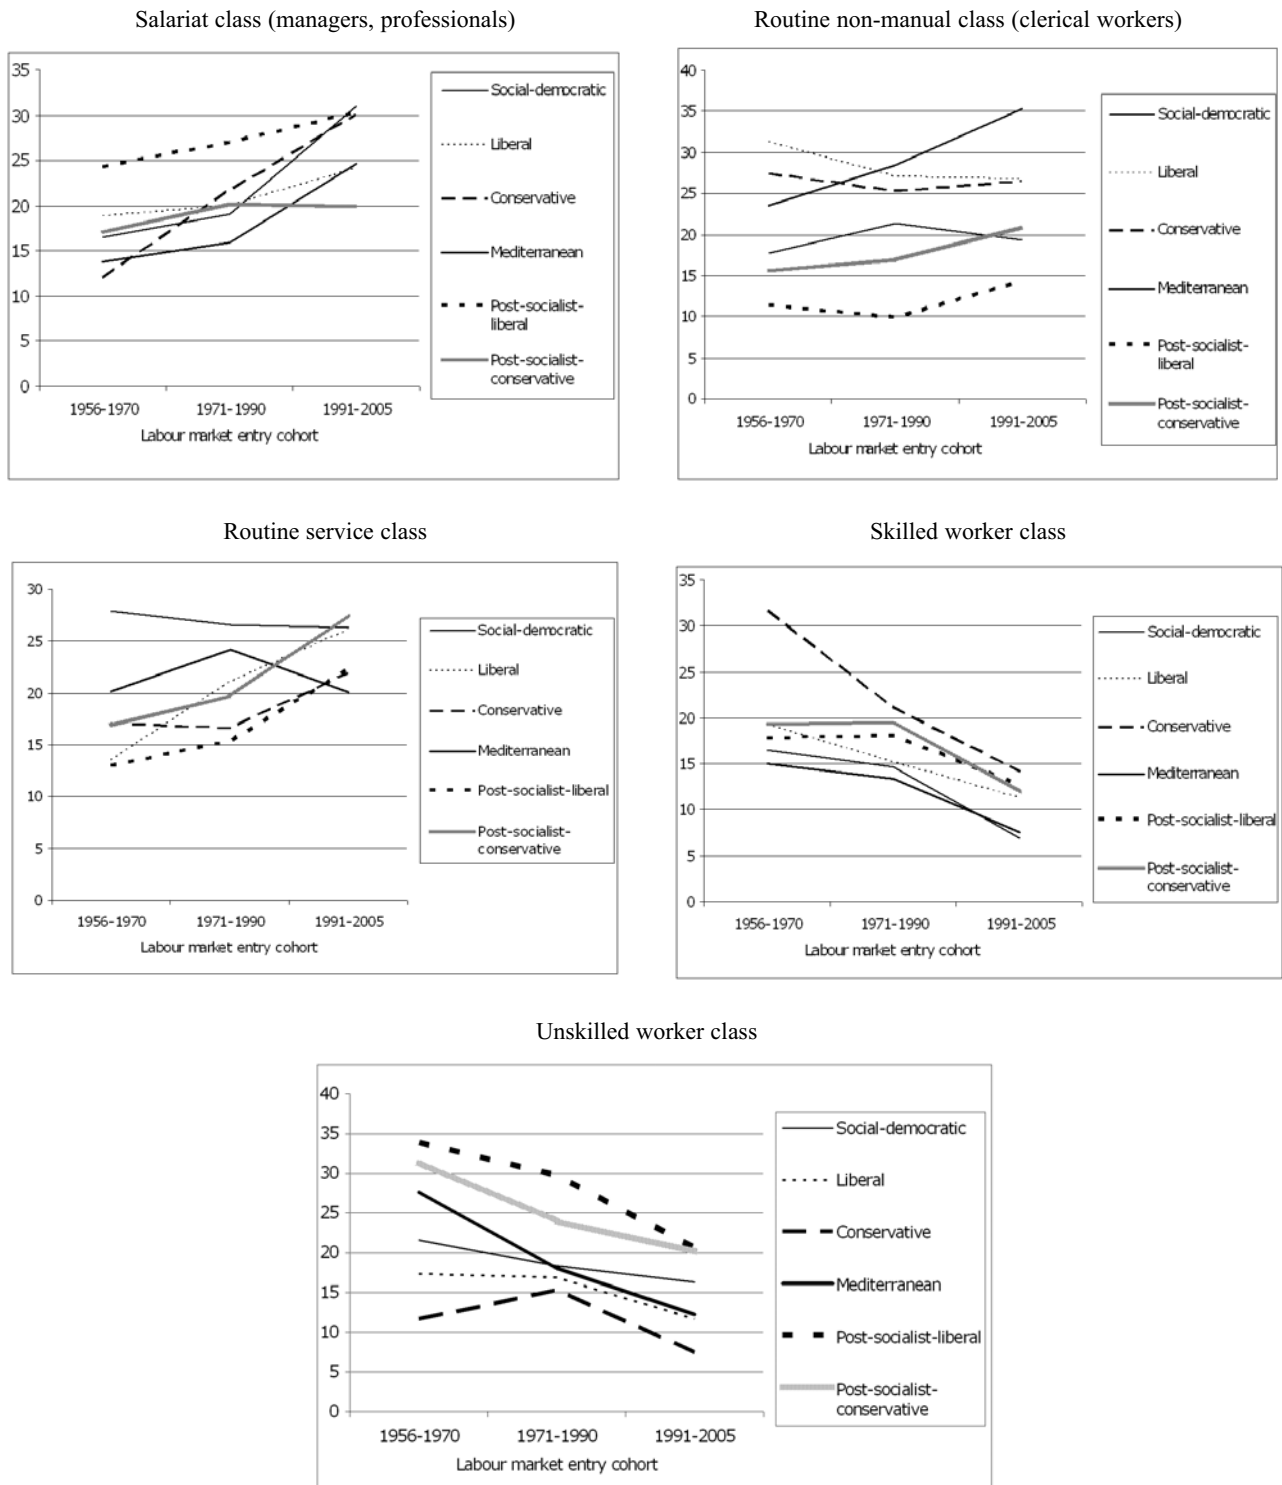 Salariat class (managers, professionals)
35
30
25
20
15
10
5
0
1956-1970
1971-1990
1991-2005
Labour market entry cohort
Social-democratic
Liberal
Conservative
Mediterranean
Post-socialist-
liberal
Post-socialist-
conservative
Routine non-manual class (clerical workers)
40
35
30
25
20
15
10
5
0
1956-1970
1971-1990
1991-2005
Labour market entry cohort
Social-democratic
Liberal
Conservative
Mediterranean
Post-socialist-
liberal
Post-socialist-
conservative
Routine service class
30
25
20
15
10
5
0
1956-1970
1971-1990
1991-2005
Labour market entry cohort
Social-democratic
Liberal
Conservative
Mediterranean
Post-socialist-liberal
Post-socialist-
conservative
Skilled worker class
35
30
25
20
15
10
5
0
1956-1970
1971-1990
1991-2005
Labour market entry cohort
Social-democratic
Liberal
Conservative
Mediterranean
Post-socialist-liberal
Post-socialist-
conservative
Unskilled worker class
40
35
30
25
20
15
10
5
0
1956-1970
1971-1990
1991-2005
Labour market entry cohort
Social-democratic
Liberal
Conservative
Mediterranean
Post-socialist-liberal
Post-socialist-
conservative